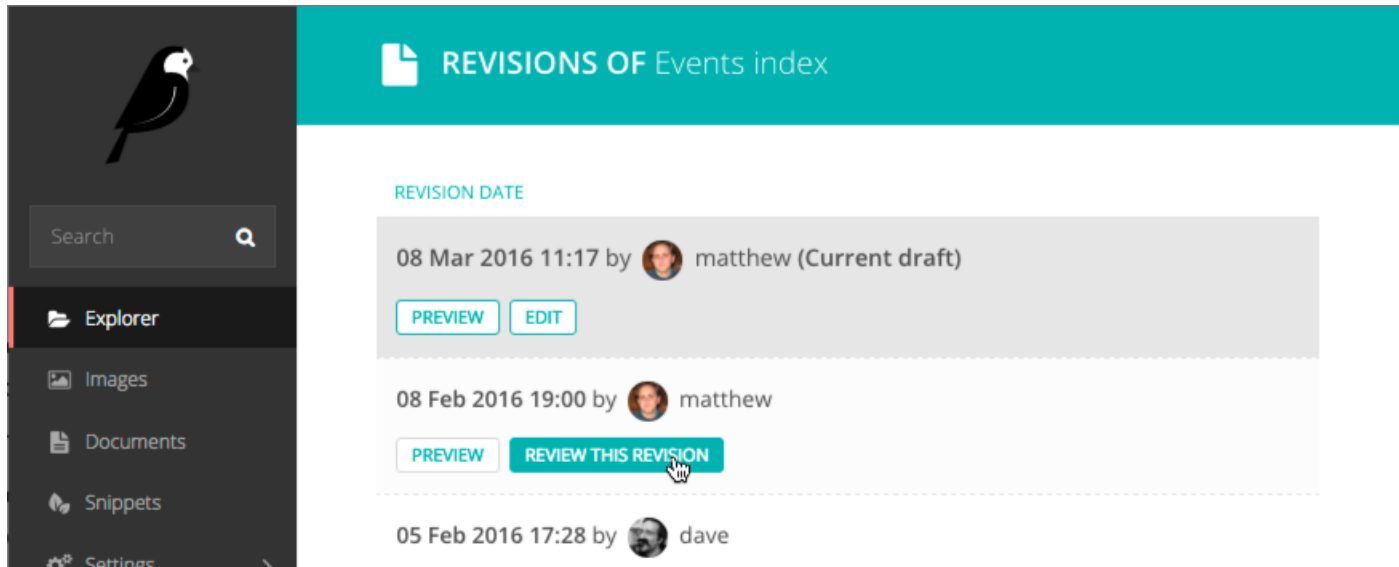 REVISIONS OF Events index
Search
Explorer
Images
Documents
Snippets
Settings
REVISION DATE
08 Mar 2016 11:17 by matthew (Current draft)
PREVIEW EDIT
08 Feb 2016 19:00 by matthew
PREVIEW REVIEW THIS REVISION
05 Feb 2016 17:28 by dave